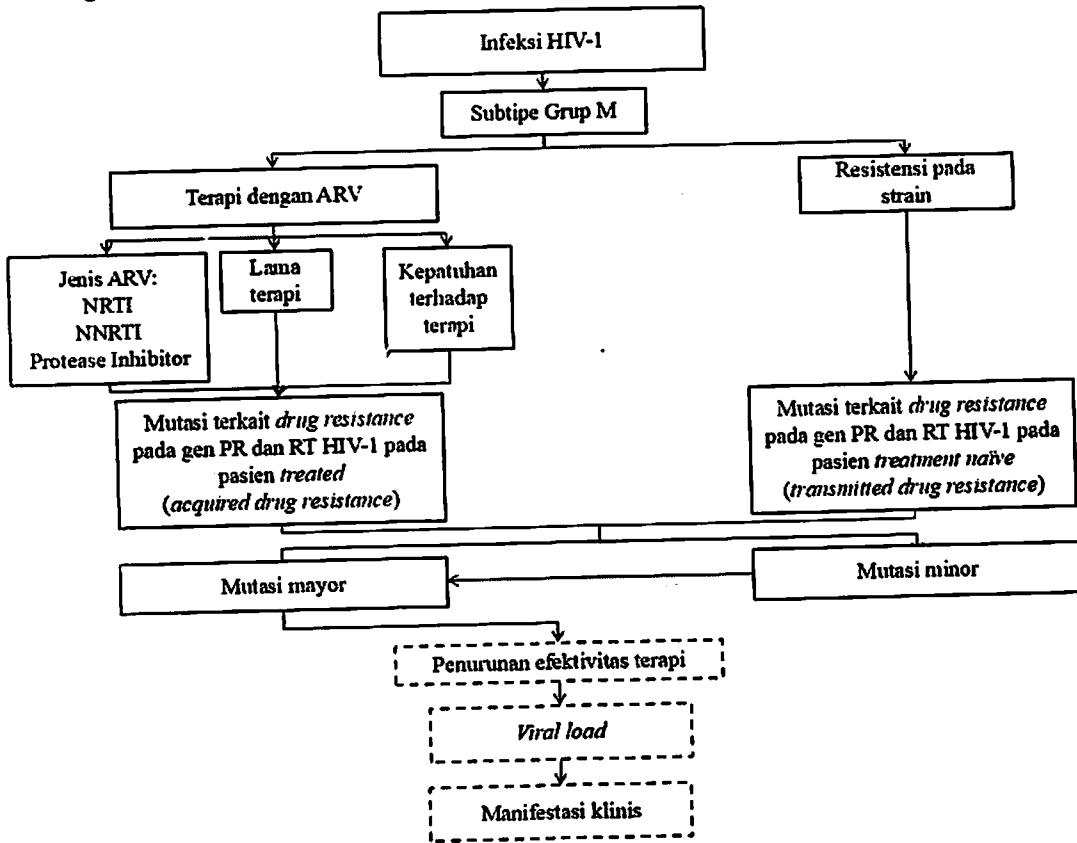 Infeksi HIV-1
Subtipe Grup M
Terapi dengan ARV
Resistensi pada
strain
Jenis ARV:
NRTI
NNRTI
Protease Inhibitor
Lama
terapi
Kepatuhan
terhadap
terapi
Mutasi terkait drug resistance
pada gen PR dan RT HIV-1 pada
pasien treated
(acquired drug resistance)
Mutasi terkait drug resistance
pada gen PR dan RT HIV-1 pada
pasien treatment naïve
(transmitted drug resistance)
Mutasi mayor
Mutasi minor
Penurunan efektivitas terapi
Viral load
Manifestasi klinis